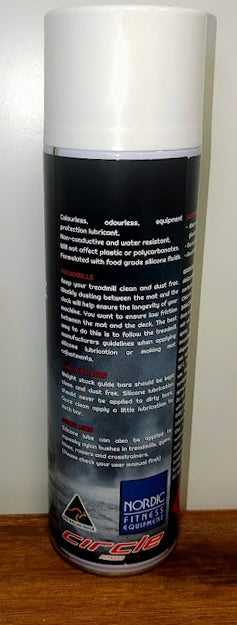 Colourless, odourless, equipment
protection lubricant.
Non-conductive and water resistant.
Will not affect plastic or polycarbonates.
Formulated with food grade silicone fluids.
TREADMILLS
Keep your treadmill clean and dust free.
Weekly dusting between the mat and the
deck will help ensure the longevity of your
machine. You want to ensure low friction
between the mat and the deck. The best
way to do this is to follow the treadmill
manufacturers guidelines when applying
silicone lubrication or making mat
adjustments.
Weight stack guide bars should be kept
clean and dust free. Silicone lubrication
should never be applied to dirty bars.
Once clean apply a little lubrication to
each bar.
Silicone lube can also be applied to
squeaky nylon bushes in treadmills, gym
bikes, rowers and crosstrainers.
(Please check your user manual first)
NORDIC
FITNESS
EQUIPMENT
circle